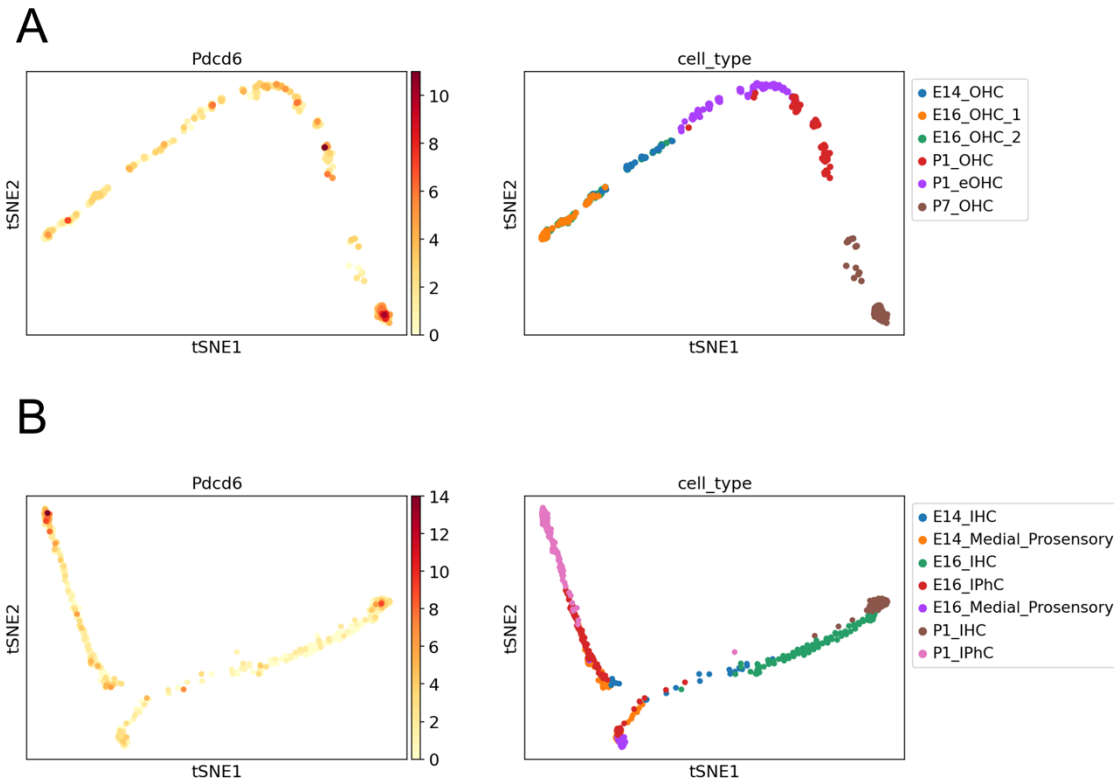 A
Pdcd6
cell_type
tSNE2
tSNE1
10
8
6
4
2
0
tSNE2
tSNE1
E14_OHC
E16_OHC_1
E16_OHC_2
P1_OHC
P1_eOHC
P7_OHC
B
Pdcd6
cell_type
tSNE2
tSNE1
14
12
10
8
6
4
2
0
tSNE2
tSNE1
E14_IHC
E14_Medial_Prosensory
E16_IHC
E16_IPhC
E16_Medial_Prosensory
P1_IHC
P1_IPhC